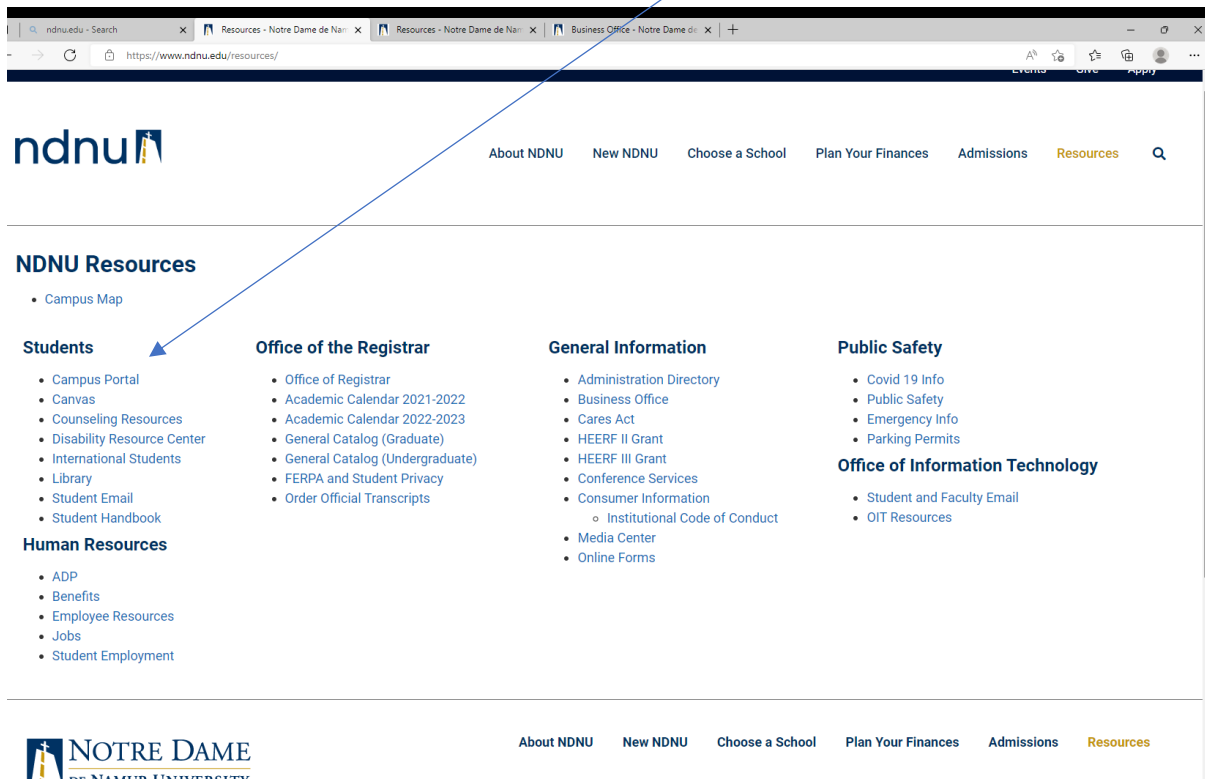 ndnu.edu - Search
Resources - Notre Dame de Nam
Resources - Notre Dame de Nam
Business Office - Notre Dame de
https://www.ndnu.edu/resources/
Events Give Apply
ndnu
About NDNU New NDNU Choose a School Plan Your Finances Admissions Resources
NDNU Resources
Campus Map
Students
Campus Portal
Canvas
Counseling Resources
Disability Resource Center
International Students
Library
Student Email
Student Handbook
Human Resources
ADP
Benefits
Employee Resources
Jobs
Student Employment
Office of the Registrar
Office of Registrar
Academic Calendar 2021-2022
Academic Calendar 2022-2023
General Catalog (Graduate)
General Catalog (Undergraduate)
FERPA and Student Privacy
Order Official Transcripts
General Information
Administration Directory
Business Office
Cares Act
HEERF II Grant
HEERF III Grant
Conference Services
Consumer Information
Institutional Code of Conduct
Media Center
Online Forms
Public Safety
Covid 19 Info
Public Safety
Emergency Info
Parking Permits
Office of Information Technology
Student and Faculty Email
OIT Resources
NOTRE DAME
DE NAMUR UNIVERSITY
About NDNU New NDNU Choose a School Plan Your Finances Admissions Resources